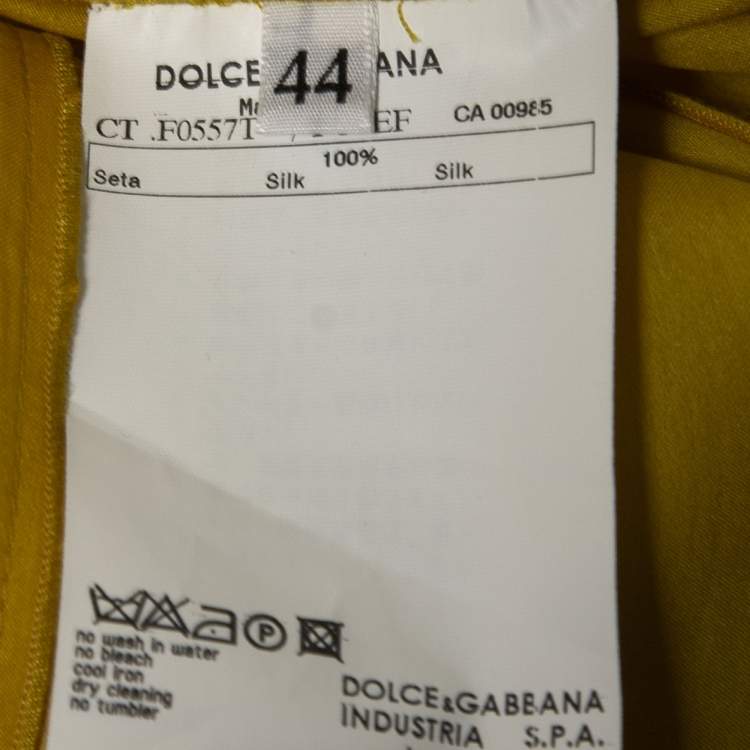 DOLCE 44 ANA
CT .F0557T EF CA 00985
100%
Seta Silk Silk
P
no wash in water
no bleach
cool iron
dry cleaning
no tumbler
DOLCE&GABBANA
INDUSTRIA S.P.A.